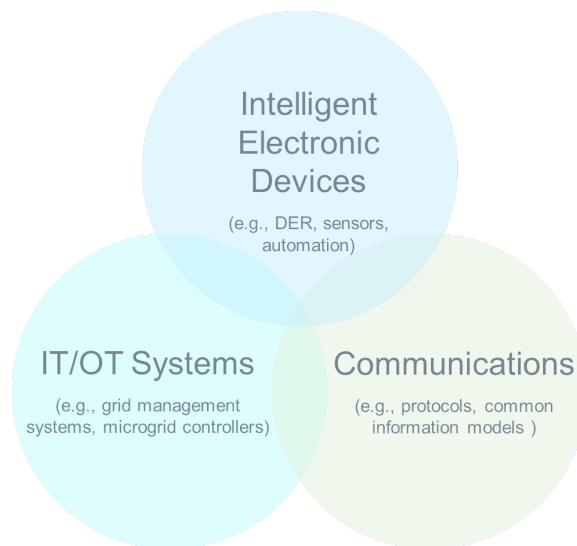 Intelligent
Electronic
Devices
(e.g., DER, sensors,
automation)
IT/OT Systems
(e.g., grid management
systems, microgrid controllers)
Communications
(e.g., protocols, common
information models )